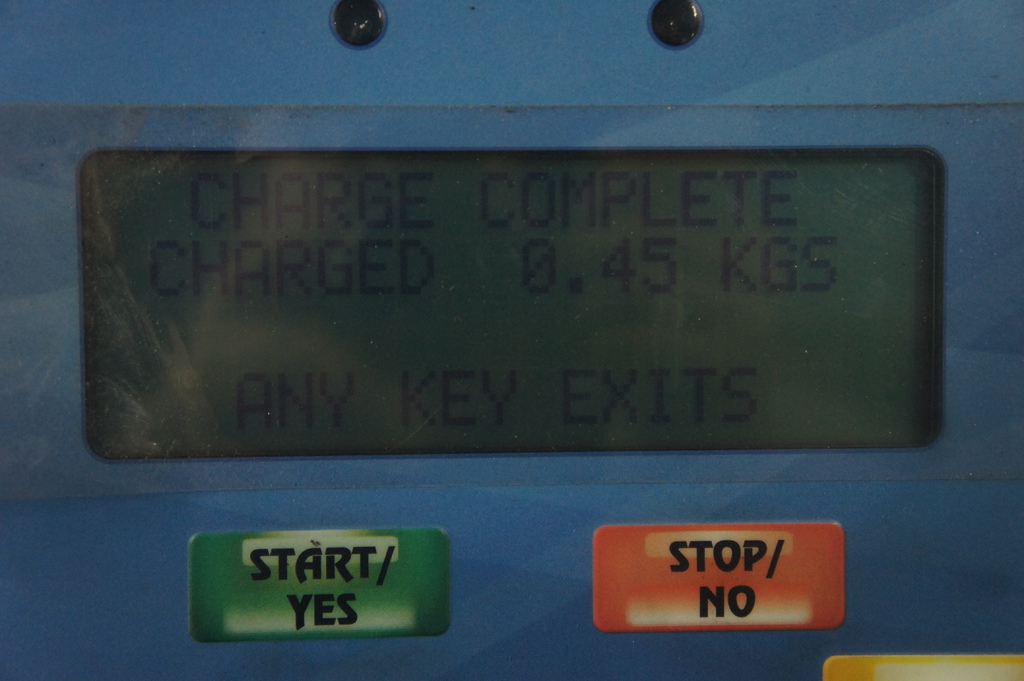 CHARGE COMPLETE
CHARGED 0.45 KGS
ANY KEY EXITS
START/
YES
STOP/
NO